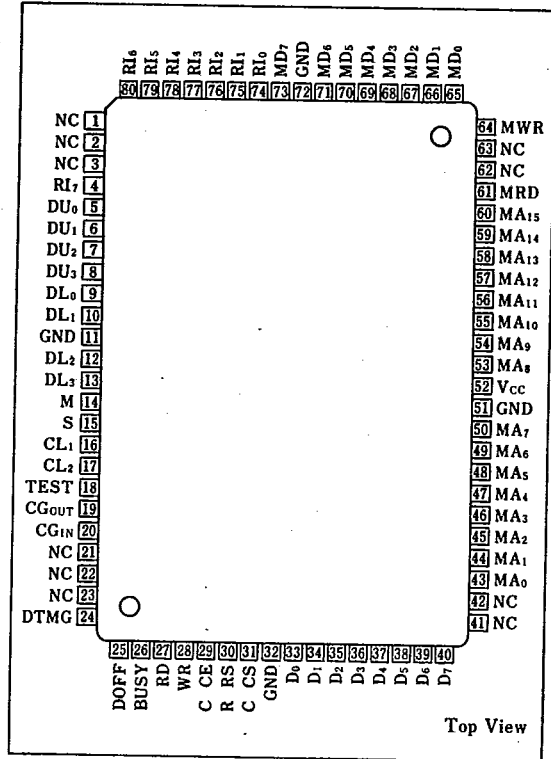 RI₆ RI₅ RI₄ RI₃ RI₂ RI₁ RI₀ MD₇ GND MD₆ MD₅ MD₄ MD₃ MD₂ MD₁ MD₀
80 79 78 77 76 75 74 73 72 71 70 69 68 67 66 65
NC 1
NC 2
NC 3
RI₇ 4
DU₀ 5
DU₁ 6
DU₂ 7
DU₃ 8
DL₀ 9
DL₁ 10
GND 11
DL₂ 12
DL₃ 13
M 14
S 15
CL₁ 16
CL₂ 17
TEST 18
CGOUT 19
CGIN 20
NC 21
NC 22
NC 23
DTMG 24
64 MWR
63 NC
62 NC
61 MRD
60 MA₁₅
59 MA₁₄
58 MA₁₃
57 MA₁₂
56 MA₁₁
55 MA₁₀
54 MA₉
53 MA₈
52 VCC
51 GND
50 MA₇
49 MA₆
48 MA₅
47 MA₄
46 MA₃
45 MA₂
44 MA₁
43 MA₀
42 NC
41 NC
25 26 27 28 29 30 31 32 33 34 35 36 37 38 39 40
DOFF BUSY RD WR C CE R RS C CS GND D₀ D₁ D₂ D₃ D₄ D₅ D₆ D₇
Top View